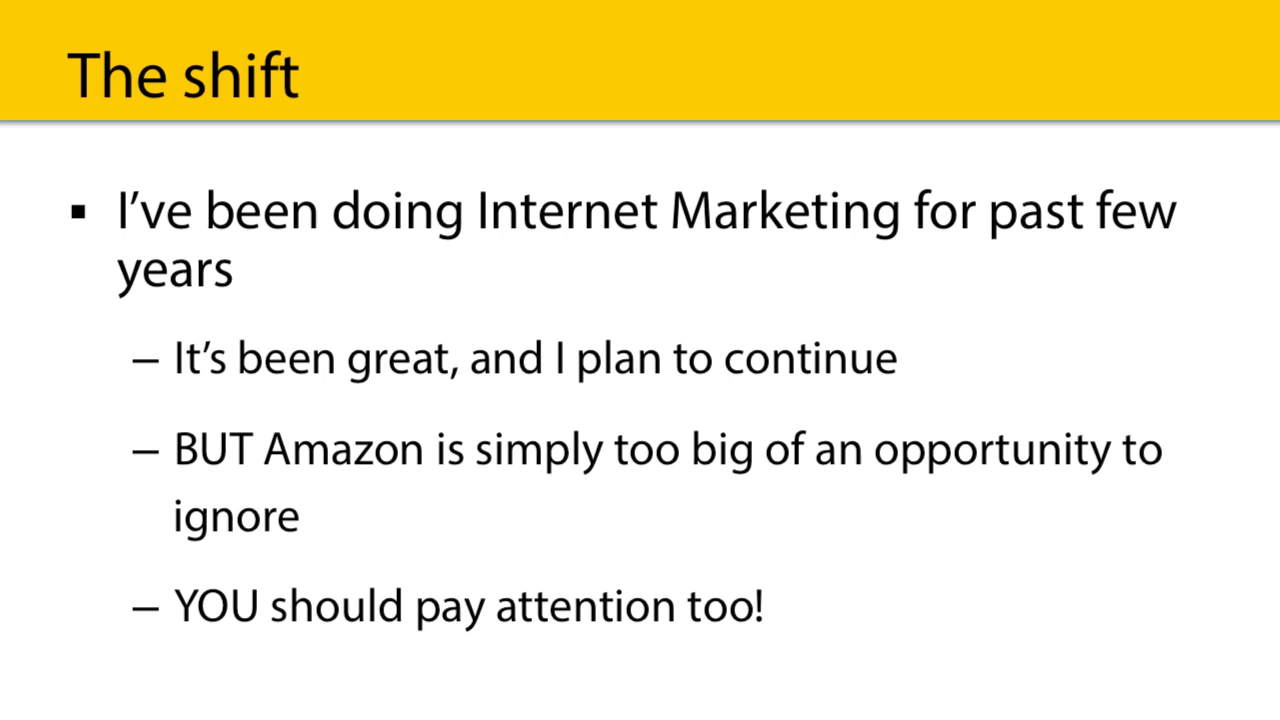 The shift
▪ I’ve been doing Internet Marketing for past few
years
– It’s been great, and I plan to continue
– BUT Amazon is simply too big of an opportunity to
ignore
– YOU should pay attention too!